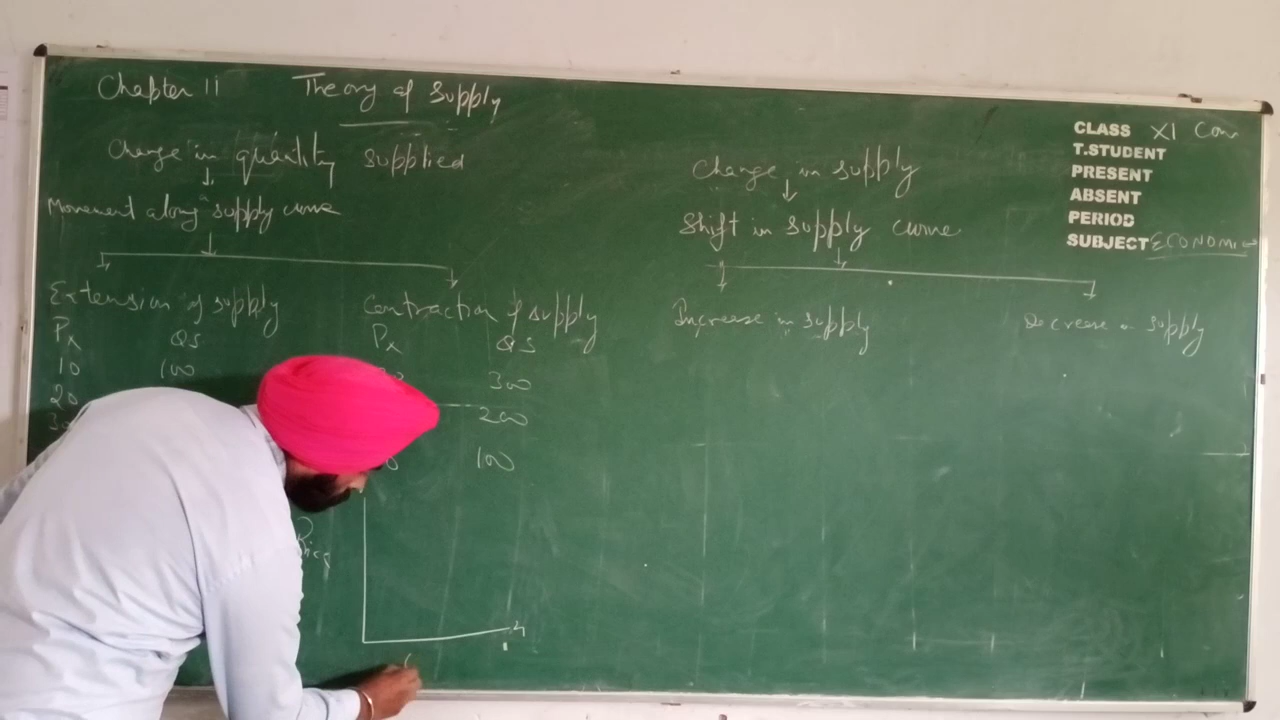 Chapter 11 Theory of Supply
Change in quantity supplied
Movement along supply curve
Extension of supply
Px QS
10 100
20
Contraction of supply
Px QS
300
200
100
Price
Change in supply
Shift in supply curve
Increase in supply
Decrease in supply
CLASS XI Com
T.STUDENT
PRESENT
ABSENT
PERIOD
SUBJECT ECONOMICS